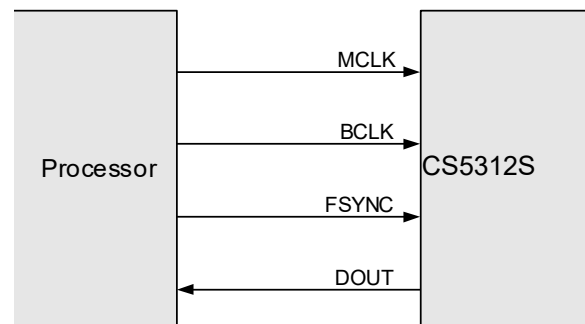 MCLK
BCLK
Processor
CS5312S
FSYNC
DOUT